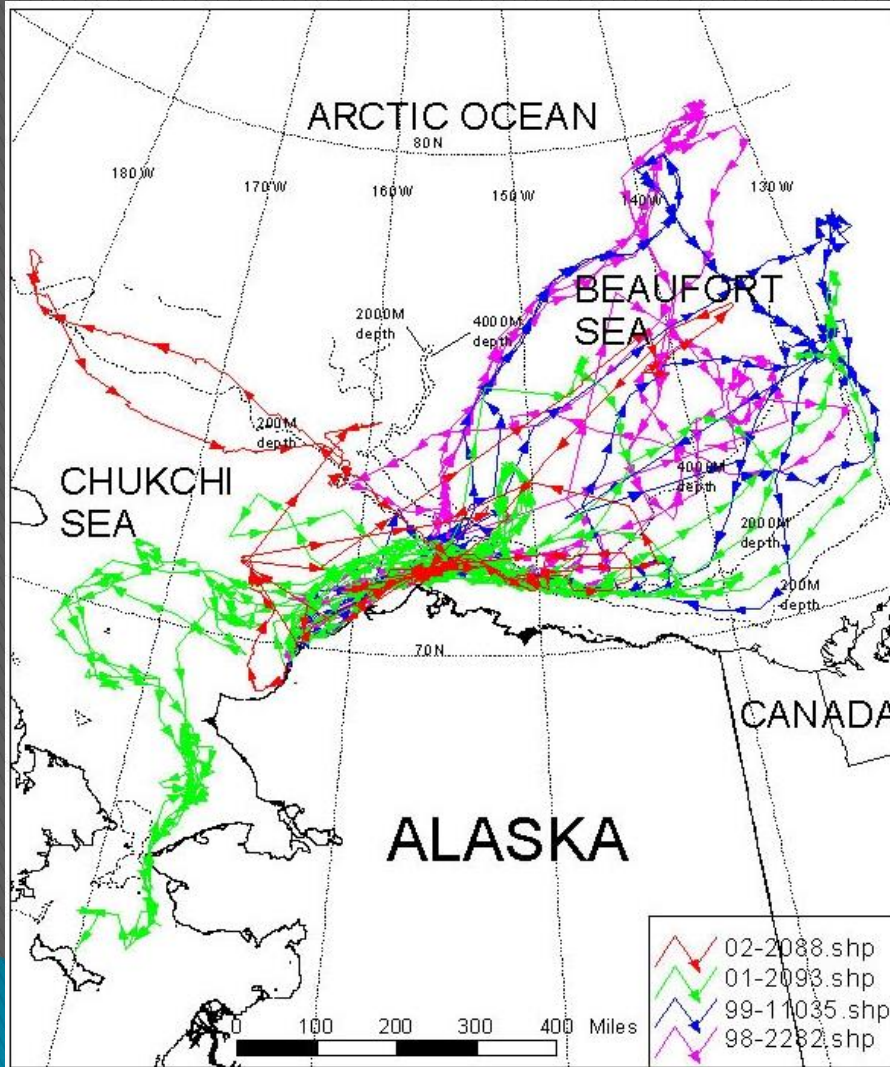 ARCTIC OCEAN
80N
180W
170W
160W
150W
140W
130W
BEAUFORT
SEA
2000M
depth
4000M
depth
200M
depth
CHUKCHI
SEA
4000M
depth
2000M
depth
200M
depth
70N
CANADA
ALASKA
02-2088.shp
01-2093.shp
99-11035.shp
98-2282.shp
0 100 200 300 400 Miles